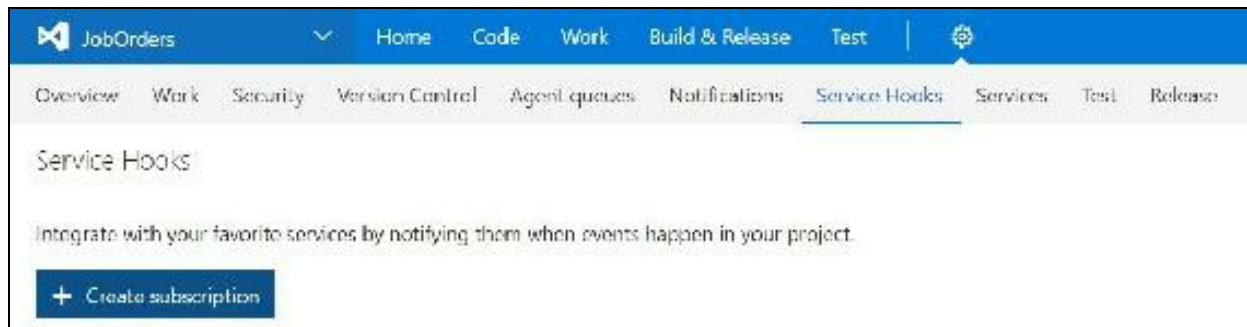 JobOrders Home Code Work Build & Release Test
Overview Work Security Version Control Agent queues Notifications Service Hooks Services Test Release
Service Hooks
Integrate with your favorite services by notifying them when events happen in your project.
+ Create subscription